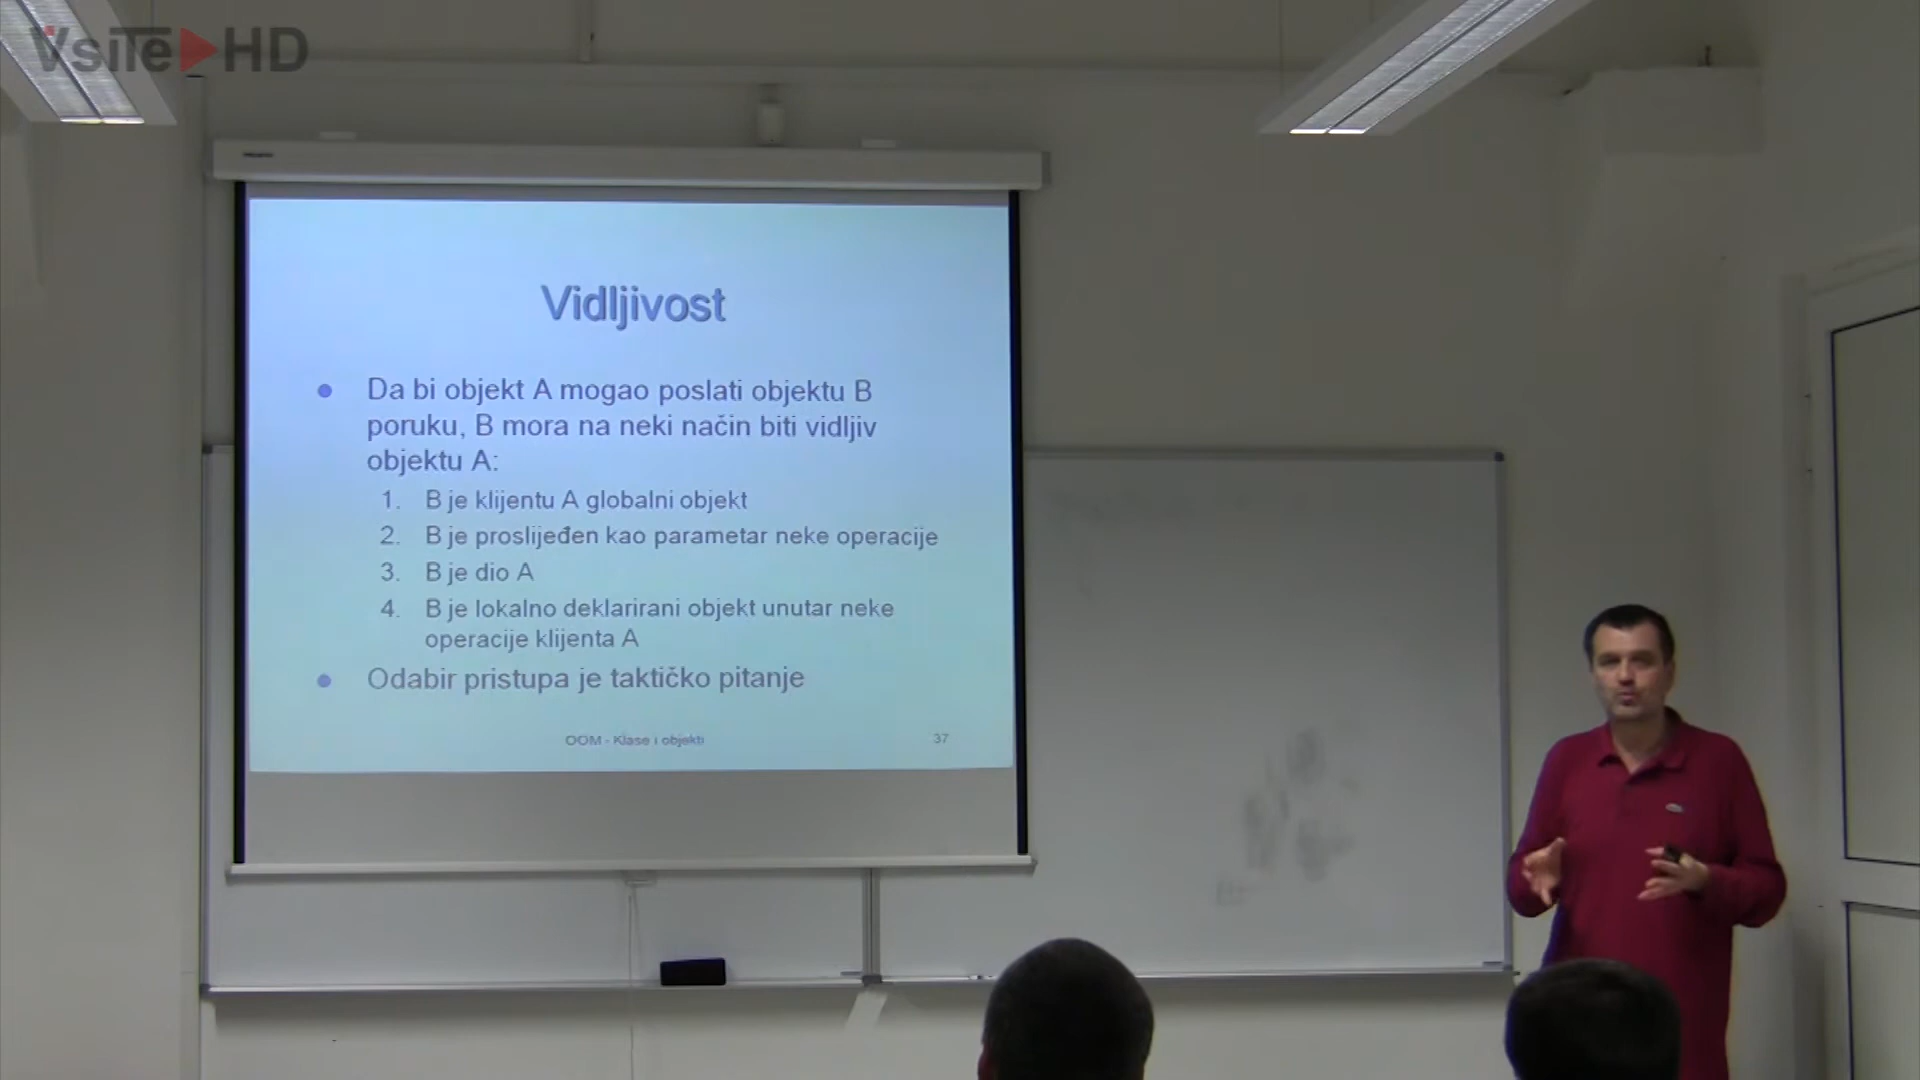 VsiTe HD
Vidljivost
Da bi objekt A mogao poslati objektu B
poruku, B mora na neki način biti vidljiv
objektu A:
1. B je klijentu A globalni objekt
2. B je proslijeđen kao parametar neke operacije
3. B je dio A
4. B je lokalno deklarirani objekt unutar neke
operacije klijenta A
Odabir pristupa je taktičko pitanje
OOM - Klase i objekti
37